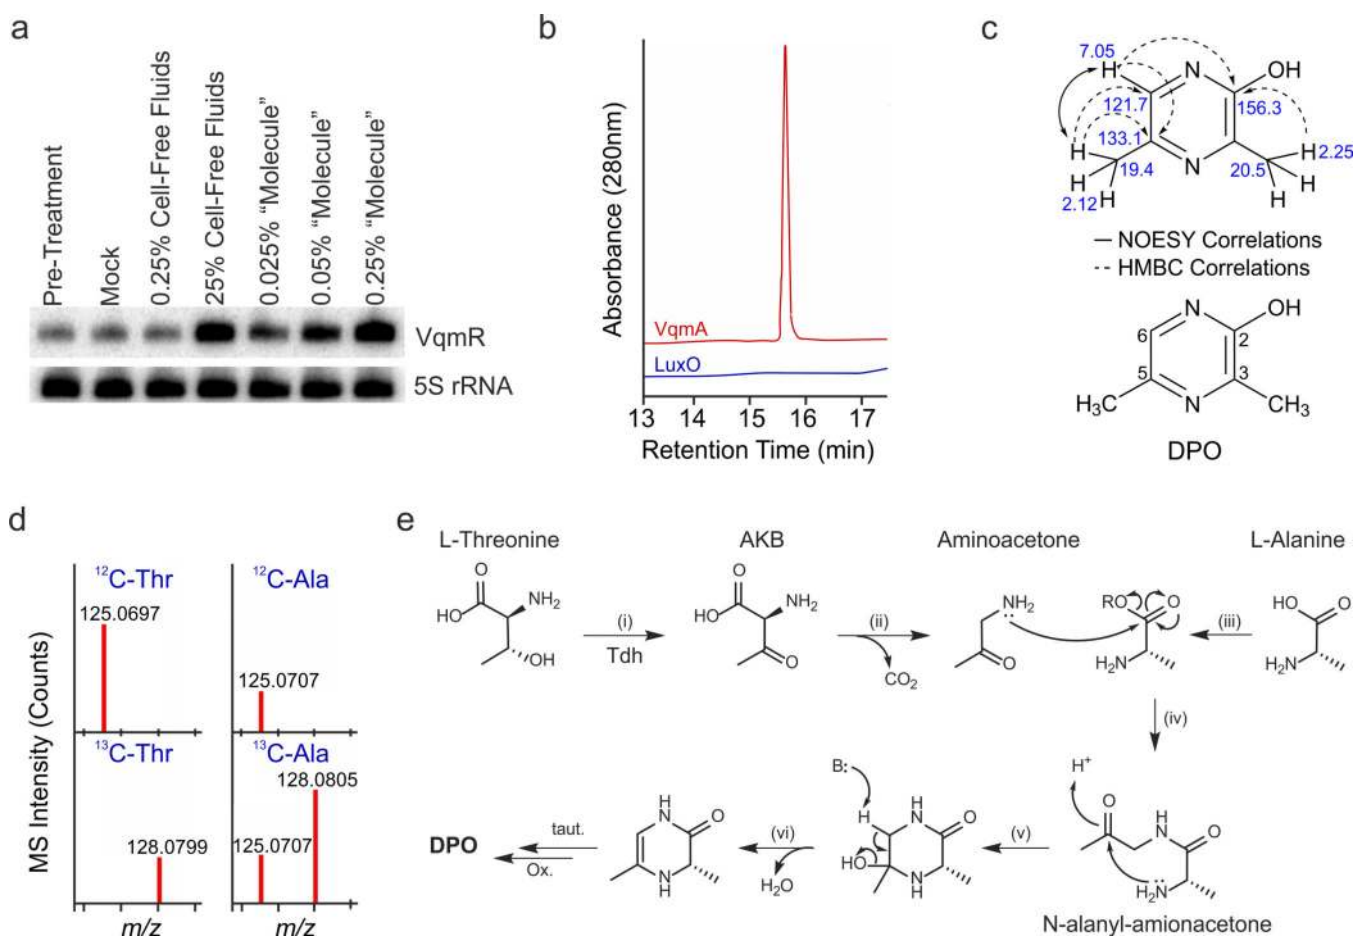 a
Pre-Treatment
Mock
0.25% Cell-Free Fluids
25% Cell-Free Fluids
0.025% “Molecule”
0.05% “Molecule”
0.25% “Molecule”
VqmR
5S rRNA
b
Absorbance (280nm)
VqmA
LuxO
13 14 15 16 17
Retention Time (min)
c
7.05
H
N
OH
121.7
156.3
133.1
H
H
2.25
N
19.4
20.5
H
H
H
H
2.12
NOESY Correlations
HMBC Correlations
N
OH
6
2
5
3
H₃C
N
CH₃
DPO
d
MS Intensity (Counts)
¹²C-Thr
125.0697
¹²C-Ala
125.0707
¹³C-Thr
128.0799
¹³C-Ala
128.0805
125.0707
m/z
m/z
e
L-Threonine
AKB
Aminoacetone
L-Alanine
O
HO
NH₂
OH
(i)
Tdh
O
HO
NH₂
O
(ii)
CO₂
NH₂
O
RO
O
H₂N
(iii)
HO
O
H₂N
(iv)
H⁺
O
H
N
O
H₂N
N-alanyl-amionacetone
(v)
B:
H
H
N
O
HO
N
H
(vi)
H₂O
H
N
O
N
H
taut.
Ox.
DPO